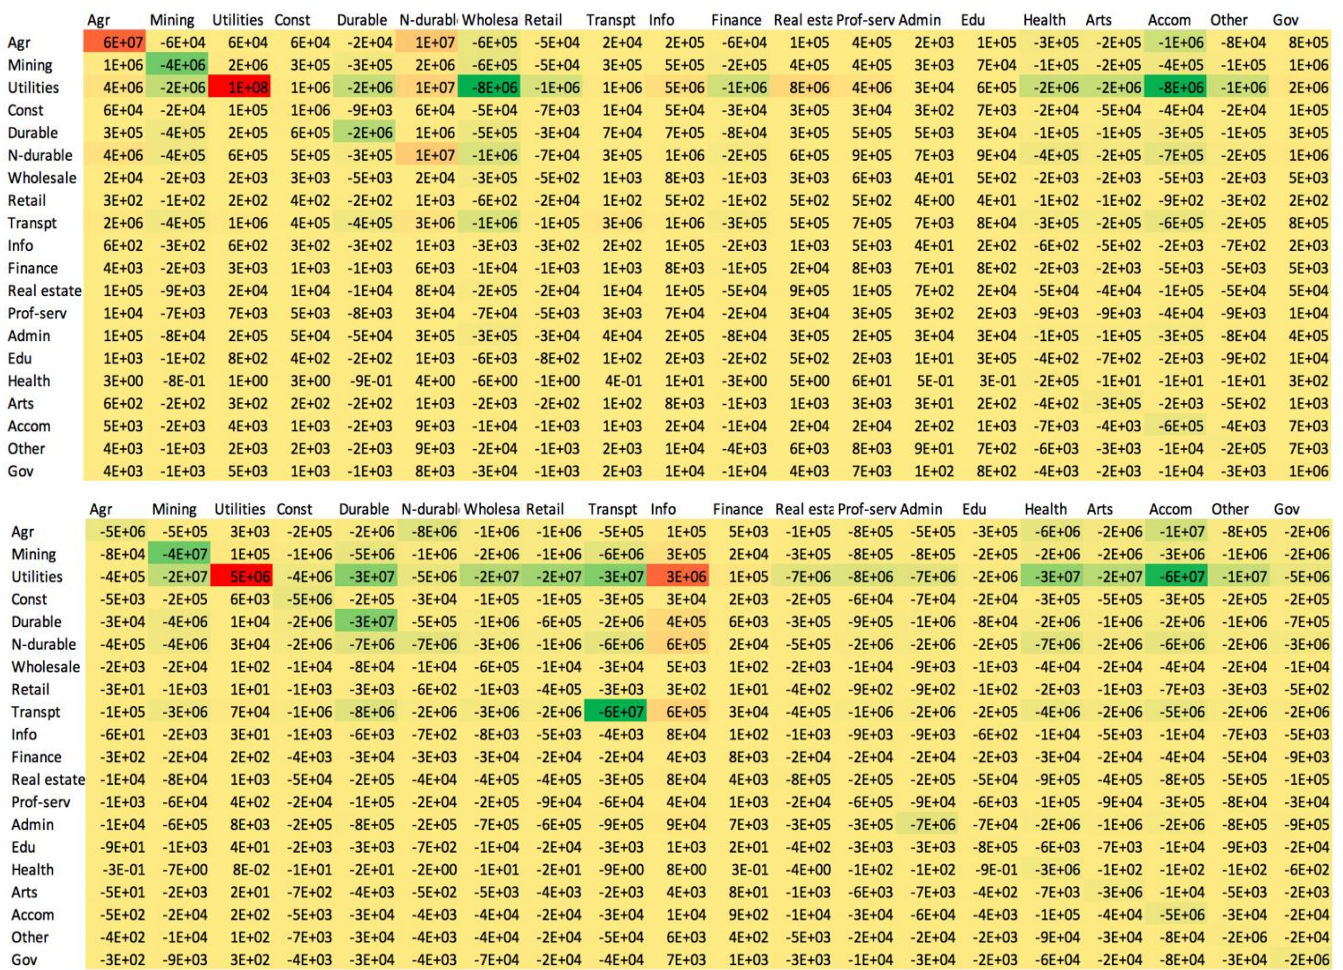 Agr Mining Utilities Const Durable N-durabl Wholesa Retail Transpt Info Finance Real esta Prof-serv Admin Edu Health Arts Accom Other Gov
Agr 6E+07 -6E+04 6E+04 6E+04 -2E+04 1E+07 -6E+05 -5E+04 2E+04 2E+05 -6E+04 1E+05 4E+05 2E+03 1E+05 -3E+05 -2E+05 -1E+06 -8E+04 8E+05
Mining 1E+06 -4E+06 2E+06 3E+05 -3E+05 2E+06 -6E+05 -5E+04 3E+05 5E+05 -2E+05 4E+05 4E+05 3E+03 7E+04 -1E+05 -2E+05 -4E+05 -1E+05 1E+06
Utilities 4E+06 -2E+06 1E+08 1E+06 -2E+06 1E+07 -8E+06 -1E+06 1E+06 5E+06 -1E+06 8E+06 4E+06 3E+04 6E+05 -2E+06 -2E+06 -8E+06 -1E+06 2E+06
Const 6E+04 -2E+04 1E+05 1E+06 -9E+03 6E+04 -5E+04 -7E+03 1E+04 5E+04 -3E+04 3E+05 3E+04 3E+02 7E+03 -2E+04 -5E+04 -4E+04 -2E+04 1E+05
Durable 3E+05 -4E+05 2E+05 6E+05 -2E+06 1E+06 -5E+05 -3E+04 7E+04 7E+05 -8E+04 3E+05 5E+05 5E+03 3E+04 -1E+05 -1E+05 -3E+05 -1E+05 3E+05
N-durable 4E+06 -4E+05 6E+05 5E+05 -3E+05 1E+07 -1E+06 -7E+04 3E+05 1E+06 -2E+05 6E+05 9E+05 7E+03 9E+04 -4E+05 -2E+05 -7E+05 -2E+05 1E+06
Wholesale 2E+04 -2E+03 2E+03 3E+03 -5E+03 2E+04 -3E+05 -5E+02 1E+03 8E+03 -1E+03 3E+03 6E+03 4E+01 5E+02 -2E+03 -2E+03 -5E+03 -2E+03 5E+03
Retail 3E+02 -1E+02 6E+02 4E+02 -2E+02 1E+03 -6E+02 -2E+04 1E+02 5E+02 -1E+02 5E+02 5E+02 4E+00 4E+01 -1E+02 -1E+02 -9E+02 -3E+02 2E+02
Transpt 2E+06 -4E+05 1E+06 4E+05 -4E+05 3E+06 -1E+06 -1E+05 3E+06 1E+06 -3E+05 5E+05 7E+05 7E+03 8E+04 -3E+05 -2E+05 -6E+05 -2E+05 8E+05
Info 6E+02 -3E+02 6E+02 3E+02 -3E+02 1E+03 -3E+03 -3E+02 2E+02 1E+05 -2E+03 1E+03 5E+03 4E+01 2E+02 -6E+02 -5E+02 -2E+03 -7E+02 2E+03
Finance 4E+03 -2E+03 3E+03 1E+03 -1E+03 6E+03 -1E+04 -1E+03 1E+03 8E+03 -1E+05 2E+04 8E+03 7E+01 8E+02 -2E+03 -2E+03 -5E+03 -5E+03 5E+03
Real estate 1E+05 -9E+03 2E+04 1E+04 -1E+04 8E+04 -2E+05 -2E+04 1E+04 1E+05 -5E+04 9E+05 1E+05 7E+02 2E+04 -5E+04 -4E+04 -1E+05 -5E+04 5E+04
Prof-serv 1E+04 -7E+03 7E+03 5E+03 -8E+03 3E+04 -7E+04 -5E+03 3E+03 7E+04 -2E+04 3E+04 3E+05 3E+02 2E+03 -9E+03 -9E+03 -4E+04 -9E+03 1E+04
Admin 1E+05 -8E+04 2E+05 5E+04 -5E+04 3E+05 -3E+05 -3E+04 4E+04 2E+05 -8E+04 3E+05 2E+05 3E+04 3E+04 -1E+05 -1E+05 -3E+05 -8E+04 4E+05
Edu 1E+03 -1E+02 8E+02 4E+02 -2E+02 1E+03 -6E+03 -8E+02 1E+02 2E+03 -2E+02 5E+02 2E+03 1E+01 3E+05 -4E+02 -7E+02 -2E+03 -9E+02 1E+04
Health 3E+00 -8E-01 1E+00 3E+00 -9E-01 4E+00 -6E+00 -1E+00 4E-01 1E+01 -3E+00 5E+00 6E+01 5E-01 3E-01 -2E+05 -1E+01 -1E+01 -1E+01 3E+02
Arts 6E+02 -2E+02 3E+02 2E+02 -2E+02 1E+03 -2E+03 -2E+02 1E+02 8E+03 -1E+03 1E+03 3E+03 3E+01 2E+02 -4E+02 -3E+05 -2E+03 -5E+02 1E+03
Accom 5E+03 -2E+03 4E+03 1E+03 -2E+03 9E+03 -1E+04 -1E+03 1E+03 2E+04 -1E+04 2E+04 2E+04 2E+02 1E+03 -7E+03 -4E+03 -6E+05 -4E+03 7E+03
Other 4E+03 -1E+03 2E+03 2E+03 -2E+03 9E+03 -2E+04 -1E+03 2E+03 1E+04 -4E+03 6E+03 8E+03 9E+01 7E+02 -6E+03 -3E+03 -1E+04 -2E+05 7E+03
Gov 4E+03 -1E+03 5E+03 1E+03 -1E+03 8E+03 -3E+04 -1E+03 2E+03 1E+04 -1E+04 4E+03 7E+03 1E+02 8E+02 -4E+03 -2E+03 -1E+04 -3E+03 1E+06
Agr Mining Utilities Const Durable N-durabl Wholesa Retail Transpt Info Finance Real esta Prof-serv Admin Edu Health Arts Accom Other Gov
Agr -5E+06 -5E+05 3E+03 -2E+05 -2E+06 -8E+06 -1E+06 -1E+06 -5E+05 1E+05 5E+03 -1E+05 -8E+05 -5E+05 -3E+05 -6E+06 -2E+06 -1E+07 -8E+05 -2E+06
Mining -8E+04 -4E+07 1E+05 -1E+06 -5E+06 -1E+06 -2E+06 -1E+06 -6E+06 3E+05 2E+04 -3E+05 -8E+05 -8E+05 -2E+05 -2E+06 -2E+06 -3E+06 -1E+06 -2E+06
Utilities -4E+05 -2E+07 5E+06 -4E+06 -3E+07 -5E+06 -2E+07 -2E+07 -3E+07 3E+06 1E+05 -7E+06 -8E+06 -7E+06 -2E+06 -3E+07 -2E+07 -6E+07 -1E+07 -5E+06
Const -5E+03 -2E+05 6E+03 -5E+06 -2E+05 -3E+04 -1E+05 -1E+05 -3E+05 3E+04 2E+03 -2E+05 -6E+04 -7E+04 -2E+04 -3E+05 -5E+05 -3E+05 -2E+05 -2E+05
Durable -3E+04 -4E+06 1E+04 -2E+06 -3E+07 -5E+05 -1E+06 -6E+05 -2E+06 4E+05 6E+03 -3E+05 -9E+05 -1E+06 -8E+04 -2E+06 -1E+06 -2E+06 -1E+06 -7E+05
N-durable -4E+05 -4E+06 3E+04 -2E+06 -7E+06 -7E+06 -3E+06 -1E+06 -6E+06 6E+05 2E+04 -5E+05 -2E+06 -2E+06 -2E+05 -7E+06 -2E+06 -6E+06 -2E+06 -2E+06
Wholesale -2E+03 -2E+04 1E+02 -1E+04 -8E+04 -1E+04 -6E+05 -1E+04 -3E+04 5E+03 1E+02 -2E+03 -1E+04 -9E+03 -1E+03 -4E+04 -2E+04 -4E+04 -2E+04 -1E+04
Retail -3E+01 -1E+03 1E+01 -1E+03 -3E+03 -6E+02 -1E+03 -4E+05 -3E+03 3E+02 1E+01 -4E+02 -9E+02 -9E+02 -1E+02 -2E+03 -1E+03 -7E+03 -3E+03 -5E+02
Transpt -1E+05 -3E+06 7E+04 -1E+06 -8E+06 -2E+06 -3E+06 -2E+06 -6E+07 6E+05 3E+04 -4E+05 -1E+06 -2E+06 -2E+05 -4E+06 -2E+06 -5E+06 -2E+06 -2E+06
Info -6E+01 -2E+03 3E+01 -1E+03 -6E+03 -7E+02 -8E+03 -5E+03 -4E+03 8E+04 1E+02 -1E+03 -9E+03 -9E+03 -6E+02 -1E+04 -5E+03 -1E+04 -7E+03 -5E+03
Finance -3E+02 -2E+04 2E+02 -4E+03 -3E+04 -3E+03 -3E+04 -2E+04 -2E+04 4E+03 8E+03 -2E+04 -2E+04 -2E+04 -2E+03 -3E+04 -2E+04 -4E+04 -5E+04 -9E+03
Real estate -1E+04 -8E+04 1E+03 -5E+04 -2E+05 -4E+04 -4E+05 -4E+05 -3E+05 8E+04 4E+03 -8E+05 -2E+05 -2E+05 -5E+04 -9E+05 -4E+05 -8E+05 -5E+05 -1E+05
Prof-serv -1E+03 -6E+04 4E+02 -2E+04 -1E+05 -2E+04 -2E+05 -9E+04 -6E+04 4E+04 1E+03 -2E+04 -6E+05 -9E+04 -6E+03 -1E+05 -9E+04 -3E+05 -8E+04 -3E+04
Admin -1E+04 -6E+05 8E+03 -2E+05 -8E+05 -2E+05 -7E+05 -6E+05 -9E+05 9E+04 7E+03 -3E+05 -3E+05 -7E+06 -7E+04 -2E+06 -1E+06 -2E+06 -8E+05 -9E+05
Edu -9E+01 -1E+03 4E+01 -2E+03 -3E+03 -7E+02 -1E+04 -2E+04 -3E+03 1E+03 2E+01 -4E+02 -3E+03 -3E+03 -8E+05 -6E+03 -7E+03 -1E+04 -9E+03 -2E+04
Health -3E-01 -7E+00 8E-02 -1E+01 -2E+01 -2E+00 -1E+01 -2E+01 -9E+00 8E+00 3E-01 -4E+00 -1E+02 -1E+02 -9E-01 -3E+06 -1E+02 -1E+02 -1E+02 -6E+02
Arts -5E+01 -2E+03 2E+01 -7E+02 -4E+03 -5E+02 -5E+03 -4E+03 -2E+03 4E+03 8E+01 -1E+03 -6E+03 -7E+03 -4E+02 -7E+03 -3E+06 -1E+04 -5E+03 -2E+03
Accom -5E+02 -2E+04 2E+02 -5E+03 -3E+04 -4E+03 -4E+04 -2E+04 -3E+04 1E+04 9E+02 -1E+04 -3E+04 -6E+04 -4E+03 -1E+05 -4E+04 -5E+06 -3E+04 -2E+04
Other -4E+02 -1E+04 1E+02 -7E+03 -3E+04 -4E+03 -4E+04 -2E+04 -5E+04 6E+03 4E+02 -5E+03 -2E+04 -2E+04 -2E+03 -9E+04 -3E+04 -8E+04 -2E+06 -2E+04
Gov -3E+02 -9E+03 3E+02 -4E+03 -3E+04 -4E+03 -7E+04 -2E+04 -4E+04 7E+03 1E+03 -3E+03 -1E+04 -3E+04 -2E+03 -6E+04 -2E+04 -8E+04 -3E+04 -2E+06